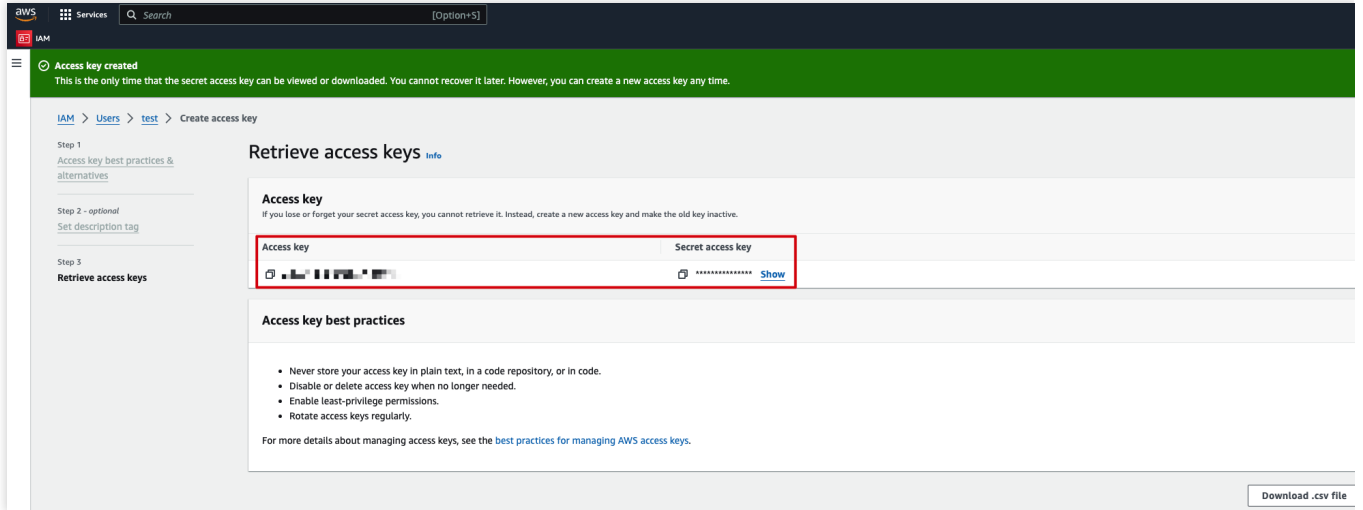 aws Services Search [Option+S]
IAM
Access key created
This is the only time that the secret access key can be viewed or downloaded. You cannot recover it later. However, you can create a new access key any time.
IAM > Users > test > Create access key
Step 1
Access key best practices &
alternatives
Step 2 - optional
Set description tag
Step 3
Retrieve access keys
Retrieve access keys Info
Access key
If you lose or forget your secret access key, you cannot retrieve it. Instead, create a new access key and make the old key inactive.
Access key Secret access key
*************** Show
Access key best practices
• Never store your access key in plain text, in a code repository, or in code.
• Disable or delete access key when no longer needed.
• Enable least-privilege permissions.
• Rotate access keys regularly.
For more details about managing access keys, see the best practices for managing AWS access keys.
Download .csv file